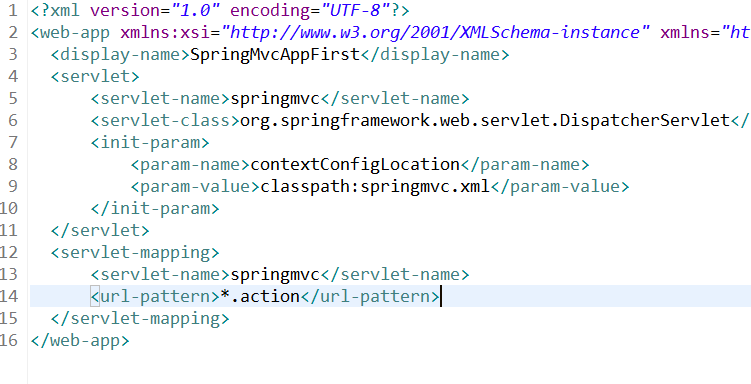 1 <?xml version="1.0" encoding="UTF-8"?>
2 <web-app xmlns:xsi="http://www.w3.org/2001/XMLSchema-instance" xmlns="ht
3 <display-name>SpringMvcAppFirst</display-name>
4 <servlet>
5 <servlet-name>springmvc</servlet-name>
6 <servlet-class>org.springframework.web.servlet.DispatcherServlet</
7 <init-param>
8 <param-name>contextConfigLocation</param-name>
9 <param-value>classpath:springmvc.xml</param-value>
10 </init-param>
11 </servlet>
12 <servlet-mapping>
13 <servlet-name>springmvc</servlet-name>
14 <url-pattern>*.action</url-pattern>
15 </servlet-mapping>
16 </web-app>